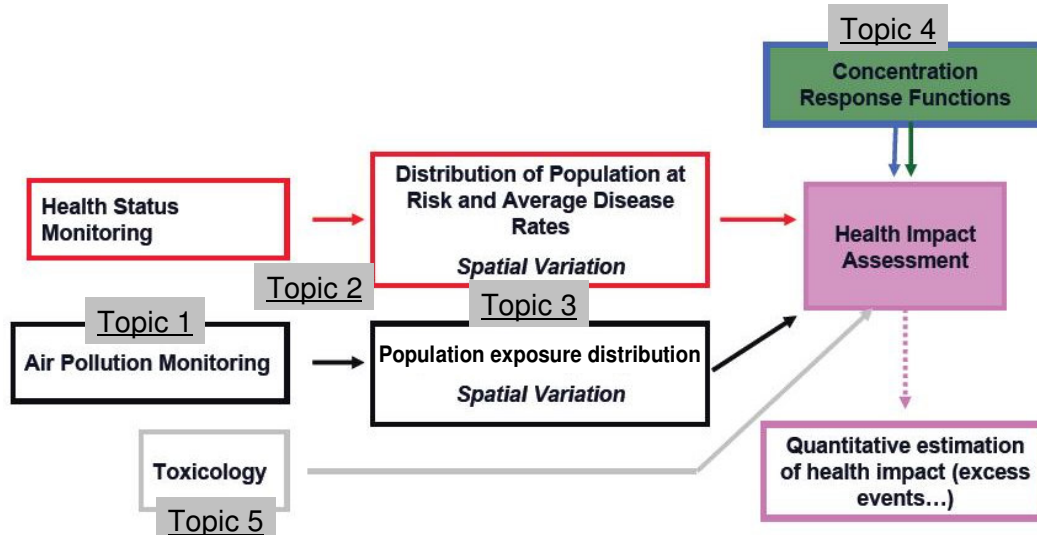 Topic 4
Concentration
Response Functions
Distribution of Population at
Risk and Average Disease
Rates
Spatial Variation
Health Status
Monitoring
Health Impact
Assessment
Topic 2
Topic 1
Topic 3
Air Pollution Monitoring
Population exposure distribution
Spatial Variation
Toxicology
Topic 5
Quantitative estimation
of health impact (excess
events...)